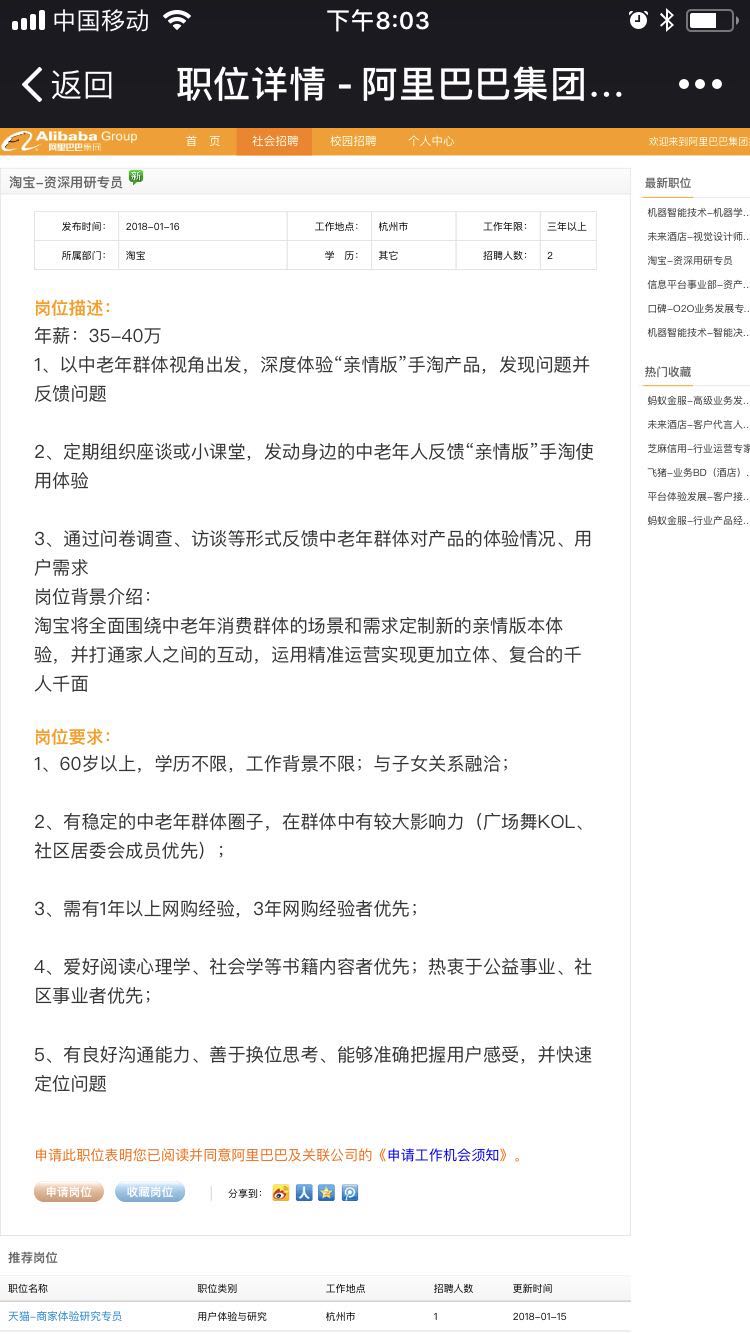 中国移动 下午8:03
返回 职位详情 - 阿里巴巴集团... •••
Alibaba Group
阿里巴巴集团
首 页 社会招聘 校园招聘 个人中心 欢迎来到阿里巴巴集团
淘宝-资深用研专员 新
发布时间: 2018-01-16 工作地点: 杭州市 工作年限: 三年以上
所属部门: 淘宝 学 历: 其它 招聘人数: 2
岗位描述:
年薪：35-40万
1、以中老年群体视角出发，深度体验“亲情版”手淘产品，发现问题并
反馈问题
2、定期组织座谈或小课堂，发动身边的中老年人反馈“亲情版”手淘使
用体验
3、通过问卷调查、访谈等形式反馈中老年群体对产品的体验情况、用
户需求
岗位背景介绍：
淘宝将全面围绕中老年消费群体的场景和需求定制新的亲情版本体
验，并打通家人之间的互动，运用精准运营实现更加立体、复合的千
人千面
岗位要求:
1、60岁以上，学历不限，工作背景不限；与子女关系融洽；
2、有稳定的中老年群体圈子，在群体中有较大影响力（广场舞KOL、
社区居委会成员优先）；
3、需有1年以上网购经验，3年网购经验者优先；
4、爱好阅读心理学、社会学等书籍内容者优先；热衷于公益事业、社
区事业者优先；
5、有良好沟通能力、善于换位思考、能够准确把握用户感受，并快速
定位问题
申请此职位表明您已阅读并同意阿里巴巴及关联公司的《申请工作机会须知》。
申请岗位 收藏岗位 分享到:
最新职位
机器智能技术-机器学...
未来酒店-视觉设计师...
淘宝-资深用研专员
信息平台事业部-资产...
口碑-O2O业务发展专...
机器智能技术-智能决...
热门收藏
蚂蚁金服-高级业务发...
未来酒店-客户代言人...
芝麻信用-行业运营专家
飞猪-业务BD（酒店）...
平台体验发展-客户接...
蚂蚁金服-行业产品经...
推荐岗位
职位名称 职位类别 工作地点 招聘人数 更新时间
天猫-商家体验研究专员 用户体验与研究 杭州市 1 2018-01-15